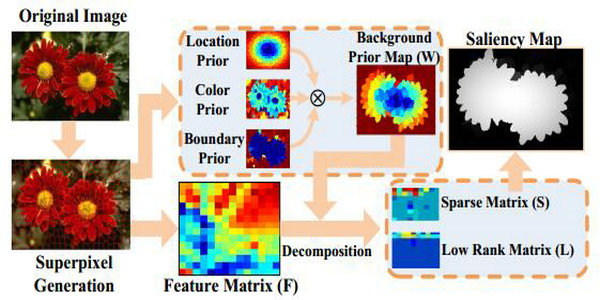 Original Image
Location
Prior
Color
Prior
Boundary
Prior
Background
Prior Map (W)
Saliency Map
Superpixel
Generation
Feature Matrix (F)
Decomposition
Sparse Matrix (S)
Low Rank Matrix (L)